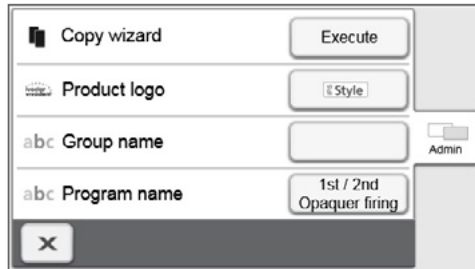 Copy wizard
Execute
Product logo
Style
abc Group name
Admin
abc Program name
1st / 2nd
Opaquer firing
X